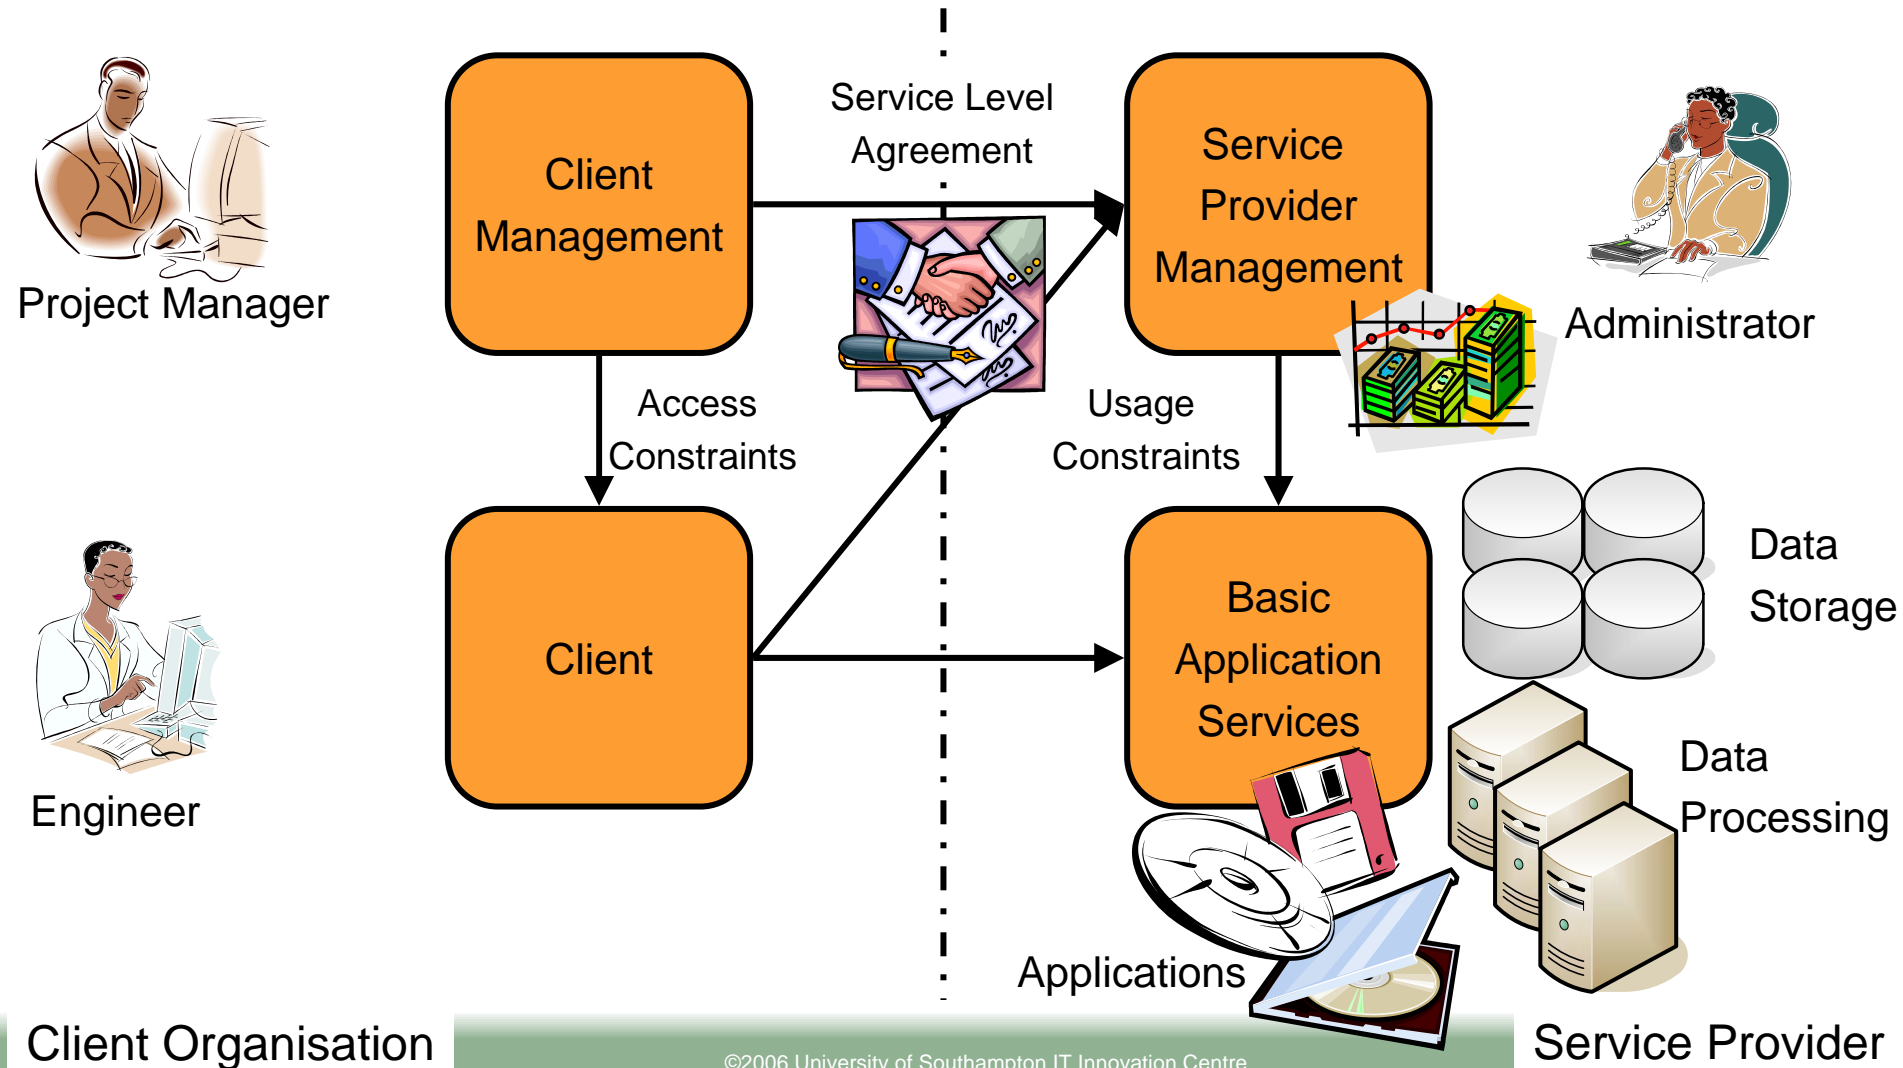 Service Level
Agreement
Client
Management
Service
Provider
Management
Project Manager
Administrator
Access
Constraints
Usage
Constraints
Client
Basic
Application
Services
Data
Storage
Engineer
Data
Processing
Applications
Client Organisation
©2006 University of Southampton IT Innovation Centre
Service Provider